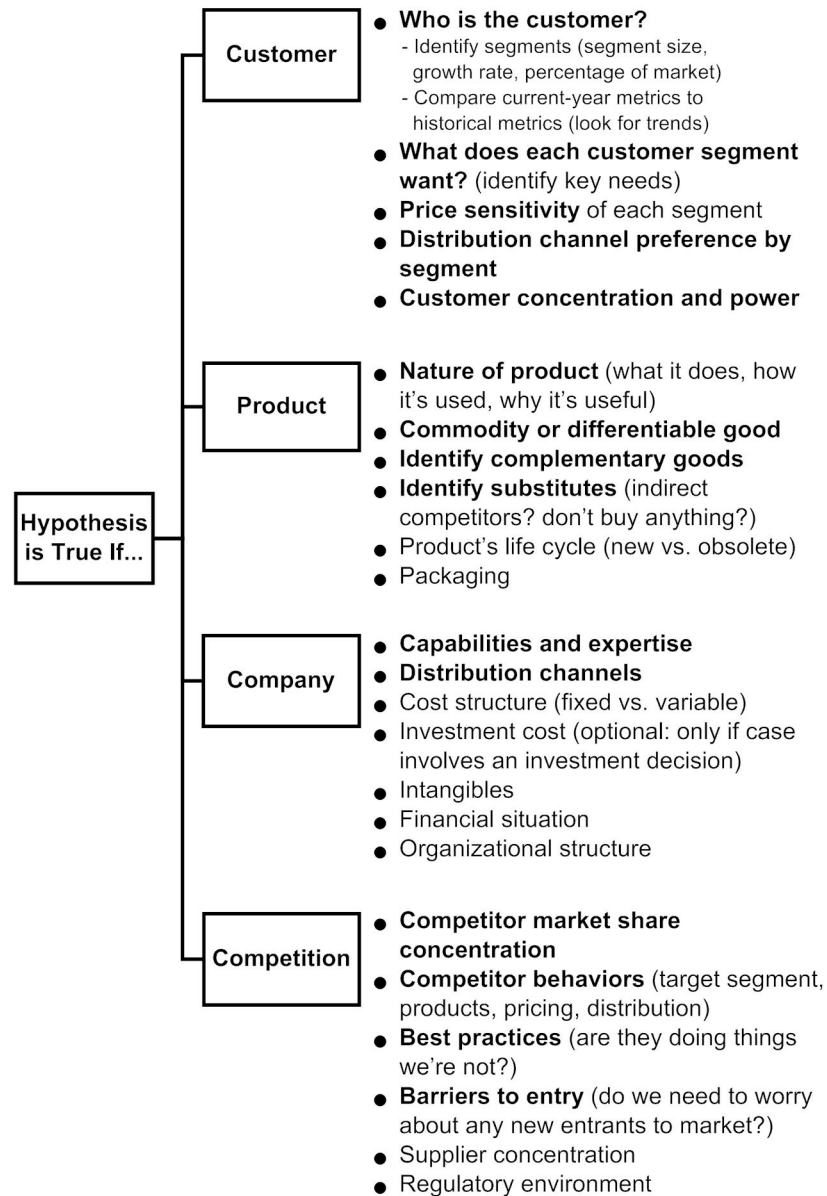 Customer
● Who is the customer?
- Identify segments (segment size,
growth rate, percentage of market)
- Compare current-year metrics to
historical metrics (look for trends)
● What does each customer segment
want? (identify key needs)
● Price sensitivity of each segment
● Distribution channel preference by
segment
● Customer concentration and power
Product
● Nature of product (what it does, how
it’s used, why it’s useful)
● Commodity or differentiable good
● Identify complementary goods
● Identify substitutes (indirect
competitors? don’t buy anything?)
● Product’s life cycle (new vs. obsolete)
● Packaging
Hypothesis
is True If...
Company
● Capabilities and expertise
● Distribution channels
● Cost structure (fixed vs. variable)
● Investment cost (optional: only if case
involves an investment decision)
● Intangibles
● Financial situation
● Organizational structure
Competition
● Competitor market share
concentration
● Competitor behaviors (target segment,
products, pricing, distribution)
● Best practices (are they doing things
we’re not?)
● Barriers to entry (do we need to worry
about any new entrants to market?)
● Supplier concentration
● Regulatory environment